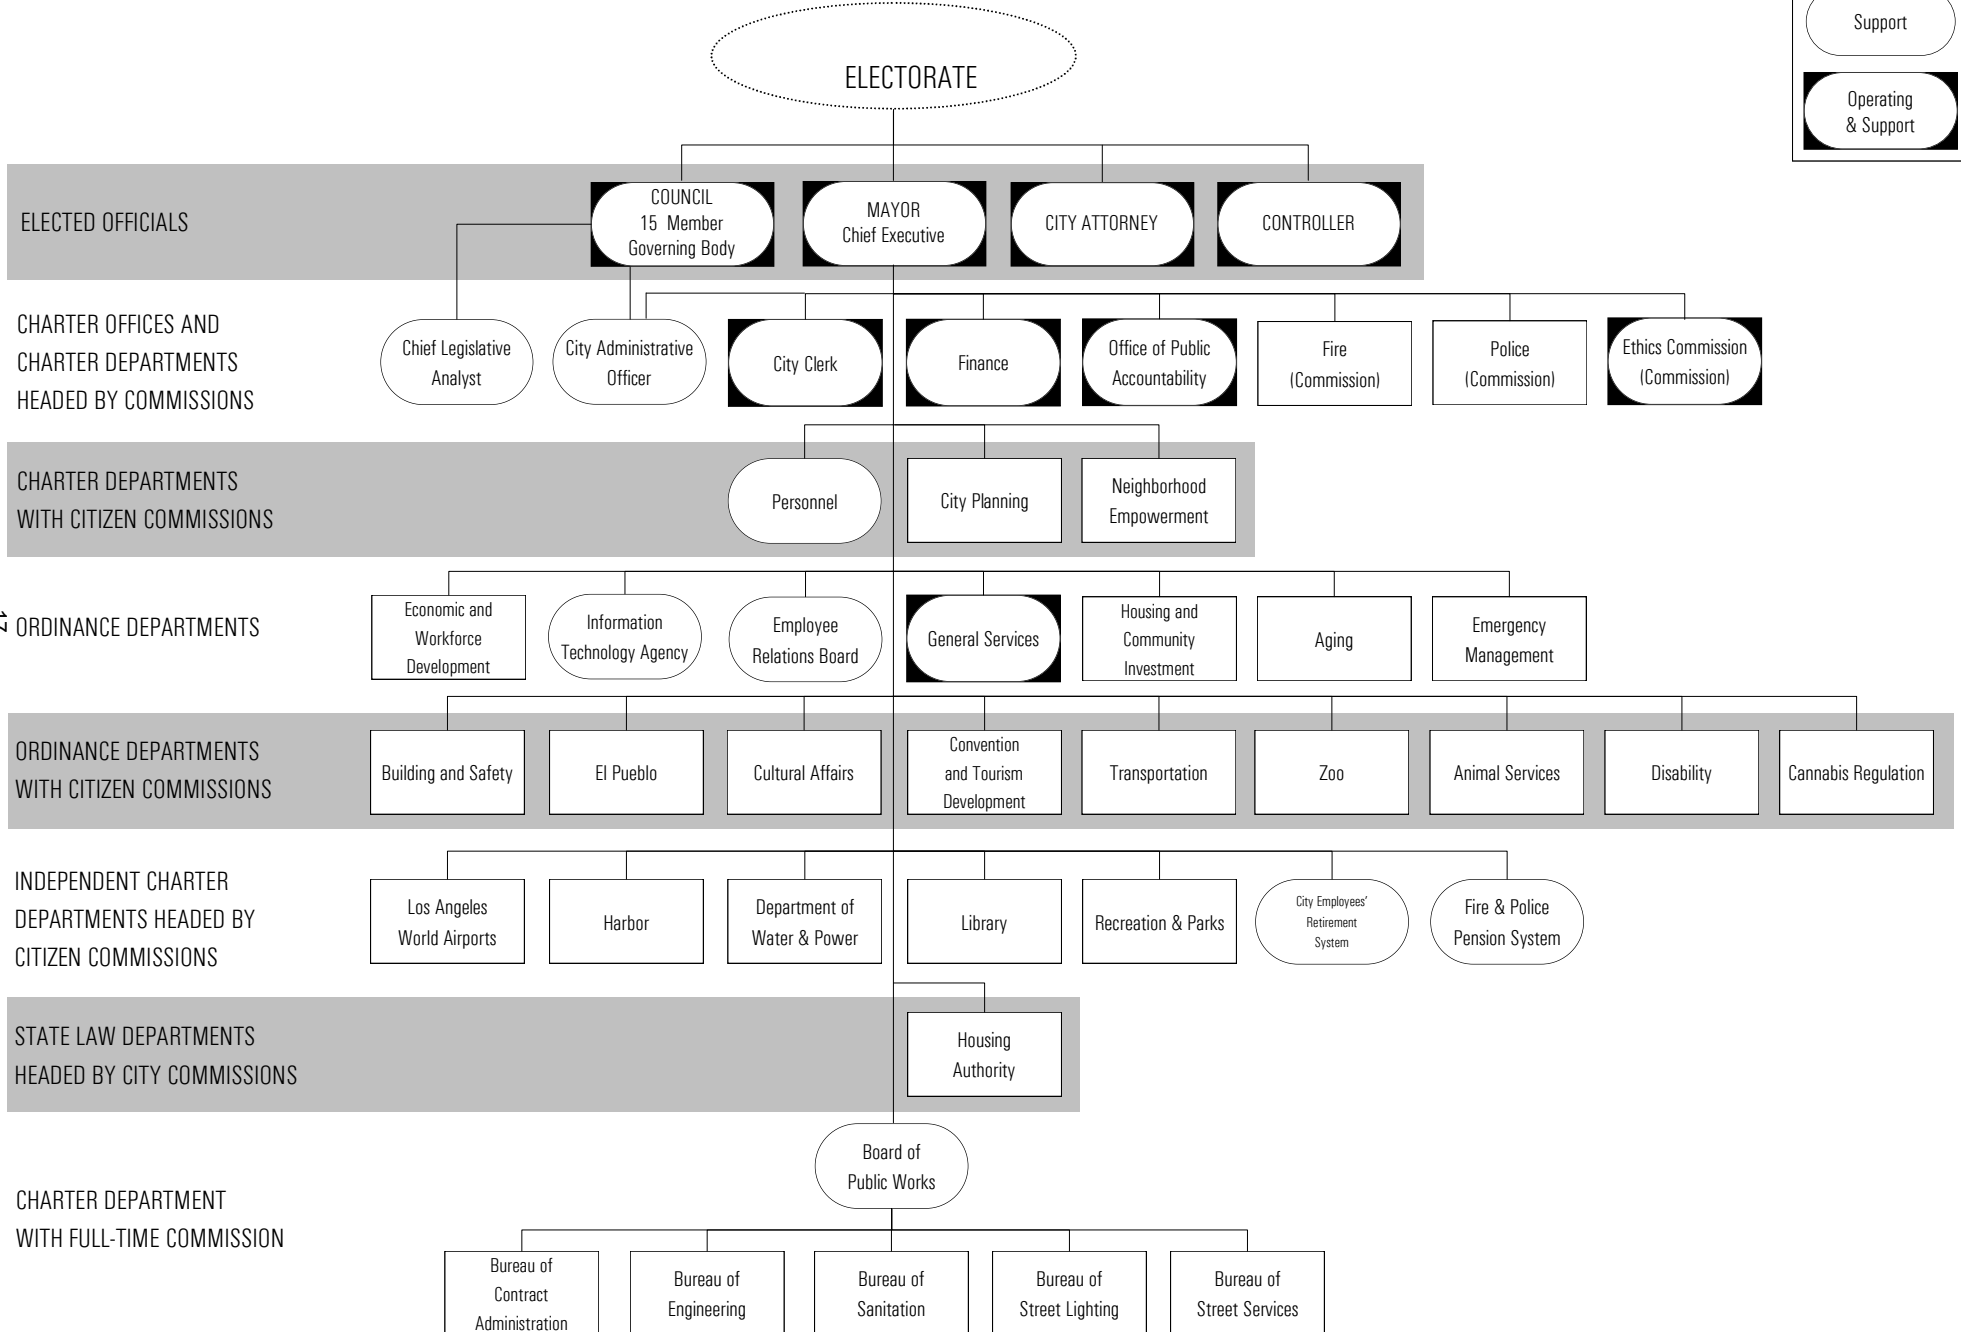 Support
Operating
& Support
ELECTORATE
ELECTED OFFICIALS
COUNCIL
15 Member
Governing Body
MAYOR
Chief Executive
CITY ATTORNEY
CONTROLLER
CHARTER OFFICES AND
CHARTER DEPARTMENTS
HEADED BY COMMISSIONS
Chief Legislative
Analyst
City Administrative
Officer
City Clerk
Finance
Office of Public
Accountability
Fire
(Commission)
Police
(Commission)
Ethics Commission
(Commission)
CHARTER DEPARTMENTS
WITH CITIZEN COMMISSIONS
Personnel
City Planning
Neighborhood
Empowerment
17
ORDINANCE DEPARTMENTS
Economic and
Workforce
Development
Information
Technology Agency
Employee
Relations Board
General Services
Housing and
Community
Investment
Aging
Emergency
Management
ORDINANCE DEPARTMENTS
WITH CITIZEN COMMISSIONS
Building and Safety
El Pueblo
Cultural Affairs
Convention
and Tourism
Development
Transportation
Zoo
Animal Services
Disability
Cannabis Regulation
INDEPENDENT CHARTER
DEPARTMENTS HEADED BY
CITIZEN COMMISSIONS
Los Angeles
World Airports
Harbor
Department of
Water & Power
Library
Recreation & Parks
City Employees'
Retirement
System
Fire & Police
Pension System
STATE LAW DEPARTMENTS
HEADED BY CITY COMMISSIONS
Housing
Authority
CHARTER DEPARTMENT
WITH FULL-TIME COMMISSION
Board of
Public Works
Bureau of
Contract
Administration
Bureau of
Engineering
Bureau of
Sanitation
Bureau of
Street Lighting
Bureau of
Street Services